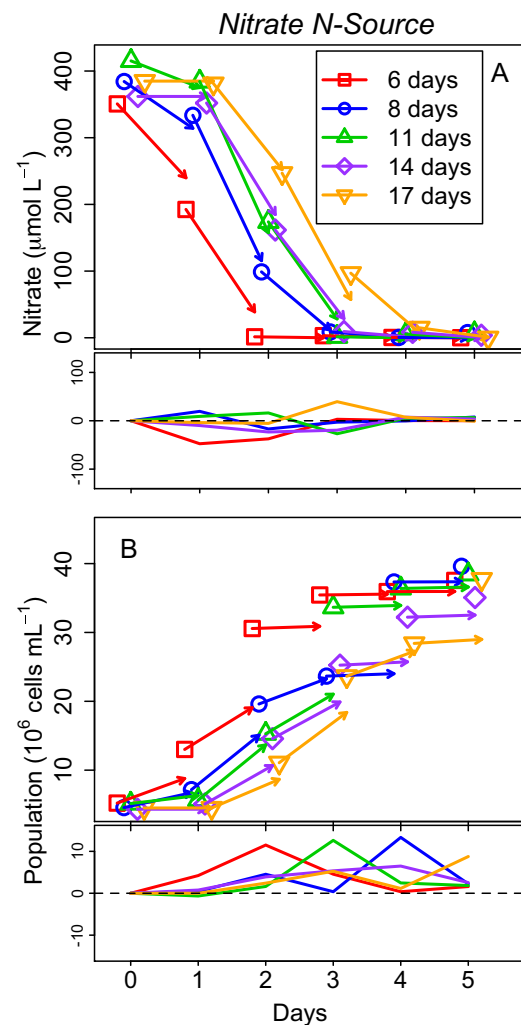 Nitrate N-Source
A
6 days
8 days
11 days
14 days
17 days
Nitrate (μmol L⁻¹)
400
300
200
100
0
100
0
-100
B
Population (10⁶ cells mL⁻¹)
40
30
20
10
10
0
-10
0 1 2 3 4 5
Days